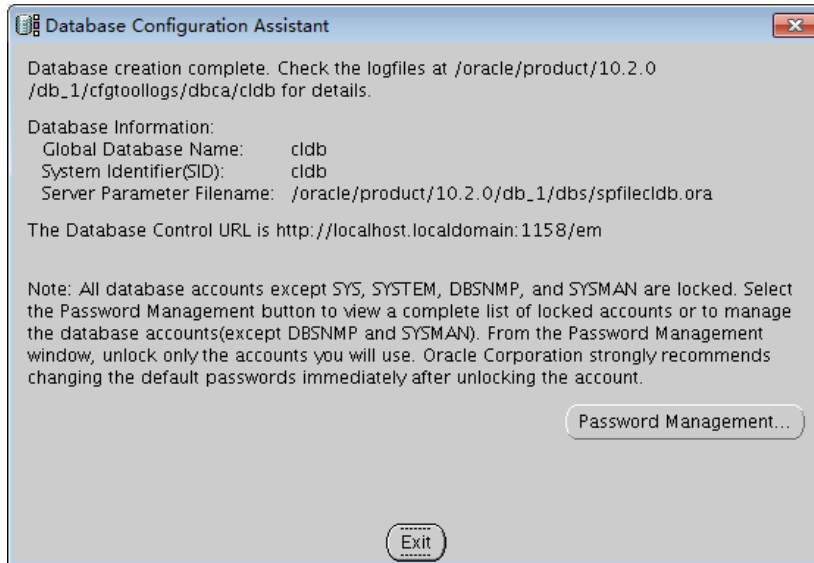 Database Configuration Assistant
Database creation complete. Check the logfiles at /oracle/product/10.2.0
/db_1/cfgtoollogs/dbca/cldb for details.
Database Information:
Global Database Name: cldb
System Identifier(SID): cldb
Server Parameter Filename: /oracle/product/10.2.0/db_1/dbs/spfilecldb.ora
The Database Control URL is http://localhost.localdomain:1158/em
Note: All database accounts except SYS, SYSTEM, DBSNMP, and SYSMAN are locked. Select
the Password Management button to view a complete list of locked accounts or to manage
the database accounts(except DBSNMP and SYSMAN). From the Password Management
window, unlock only the accounts you will use. Oracle Corporation strongly recommends
changing the default passwords immediately after unlocking the account.
Password Management...
Exit